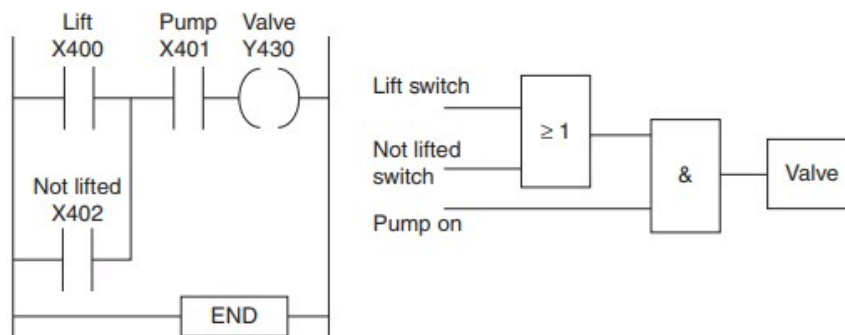 Lift Pump Valve
X400 X401 Y430
Not lifted
X402
END
Lift switch
≥ 1
Not lifted
switch
&
Valve
Pump on